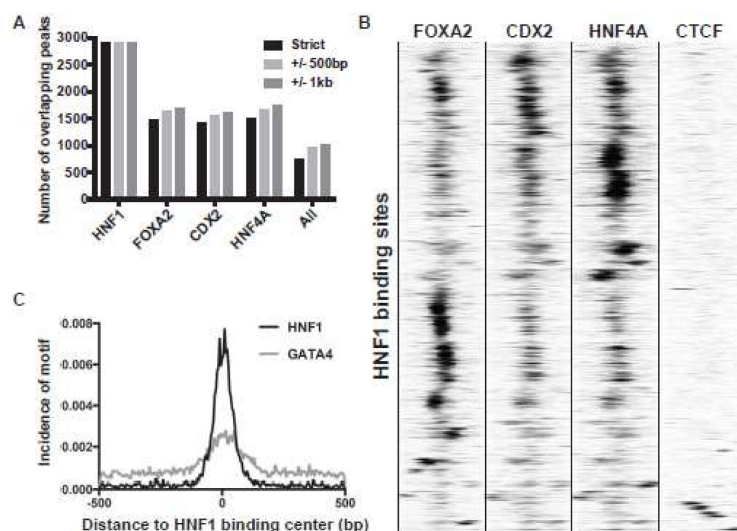 A
Number of overlapping peaks
3000
2500
2000
1500
1000
500
0
Strict
+/- 500bp
+/- 1kb
HNF1
FOXA2
CDX2
HNF4A
All
B
FOXA2 CDX2 HNF4A CTCF
HNF1 binding sites
C
Incidence of motif
0.008
0.006
0.004
0.002
0.000
HNF1
GATA4
-500 0 500
Distance to HNF1 binding center (bp)